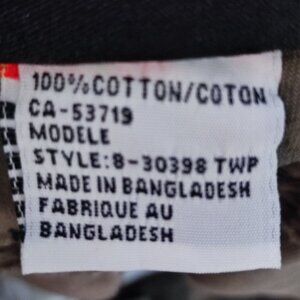 100%COTTON/COTON
CA-53719
MODELE
STYLE:8-30398 TWP
MADE IN BANGLADESH
FABRIQUE AU
BANGLADESH